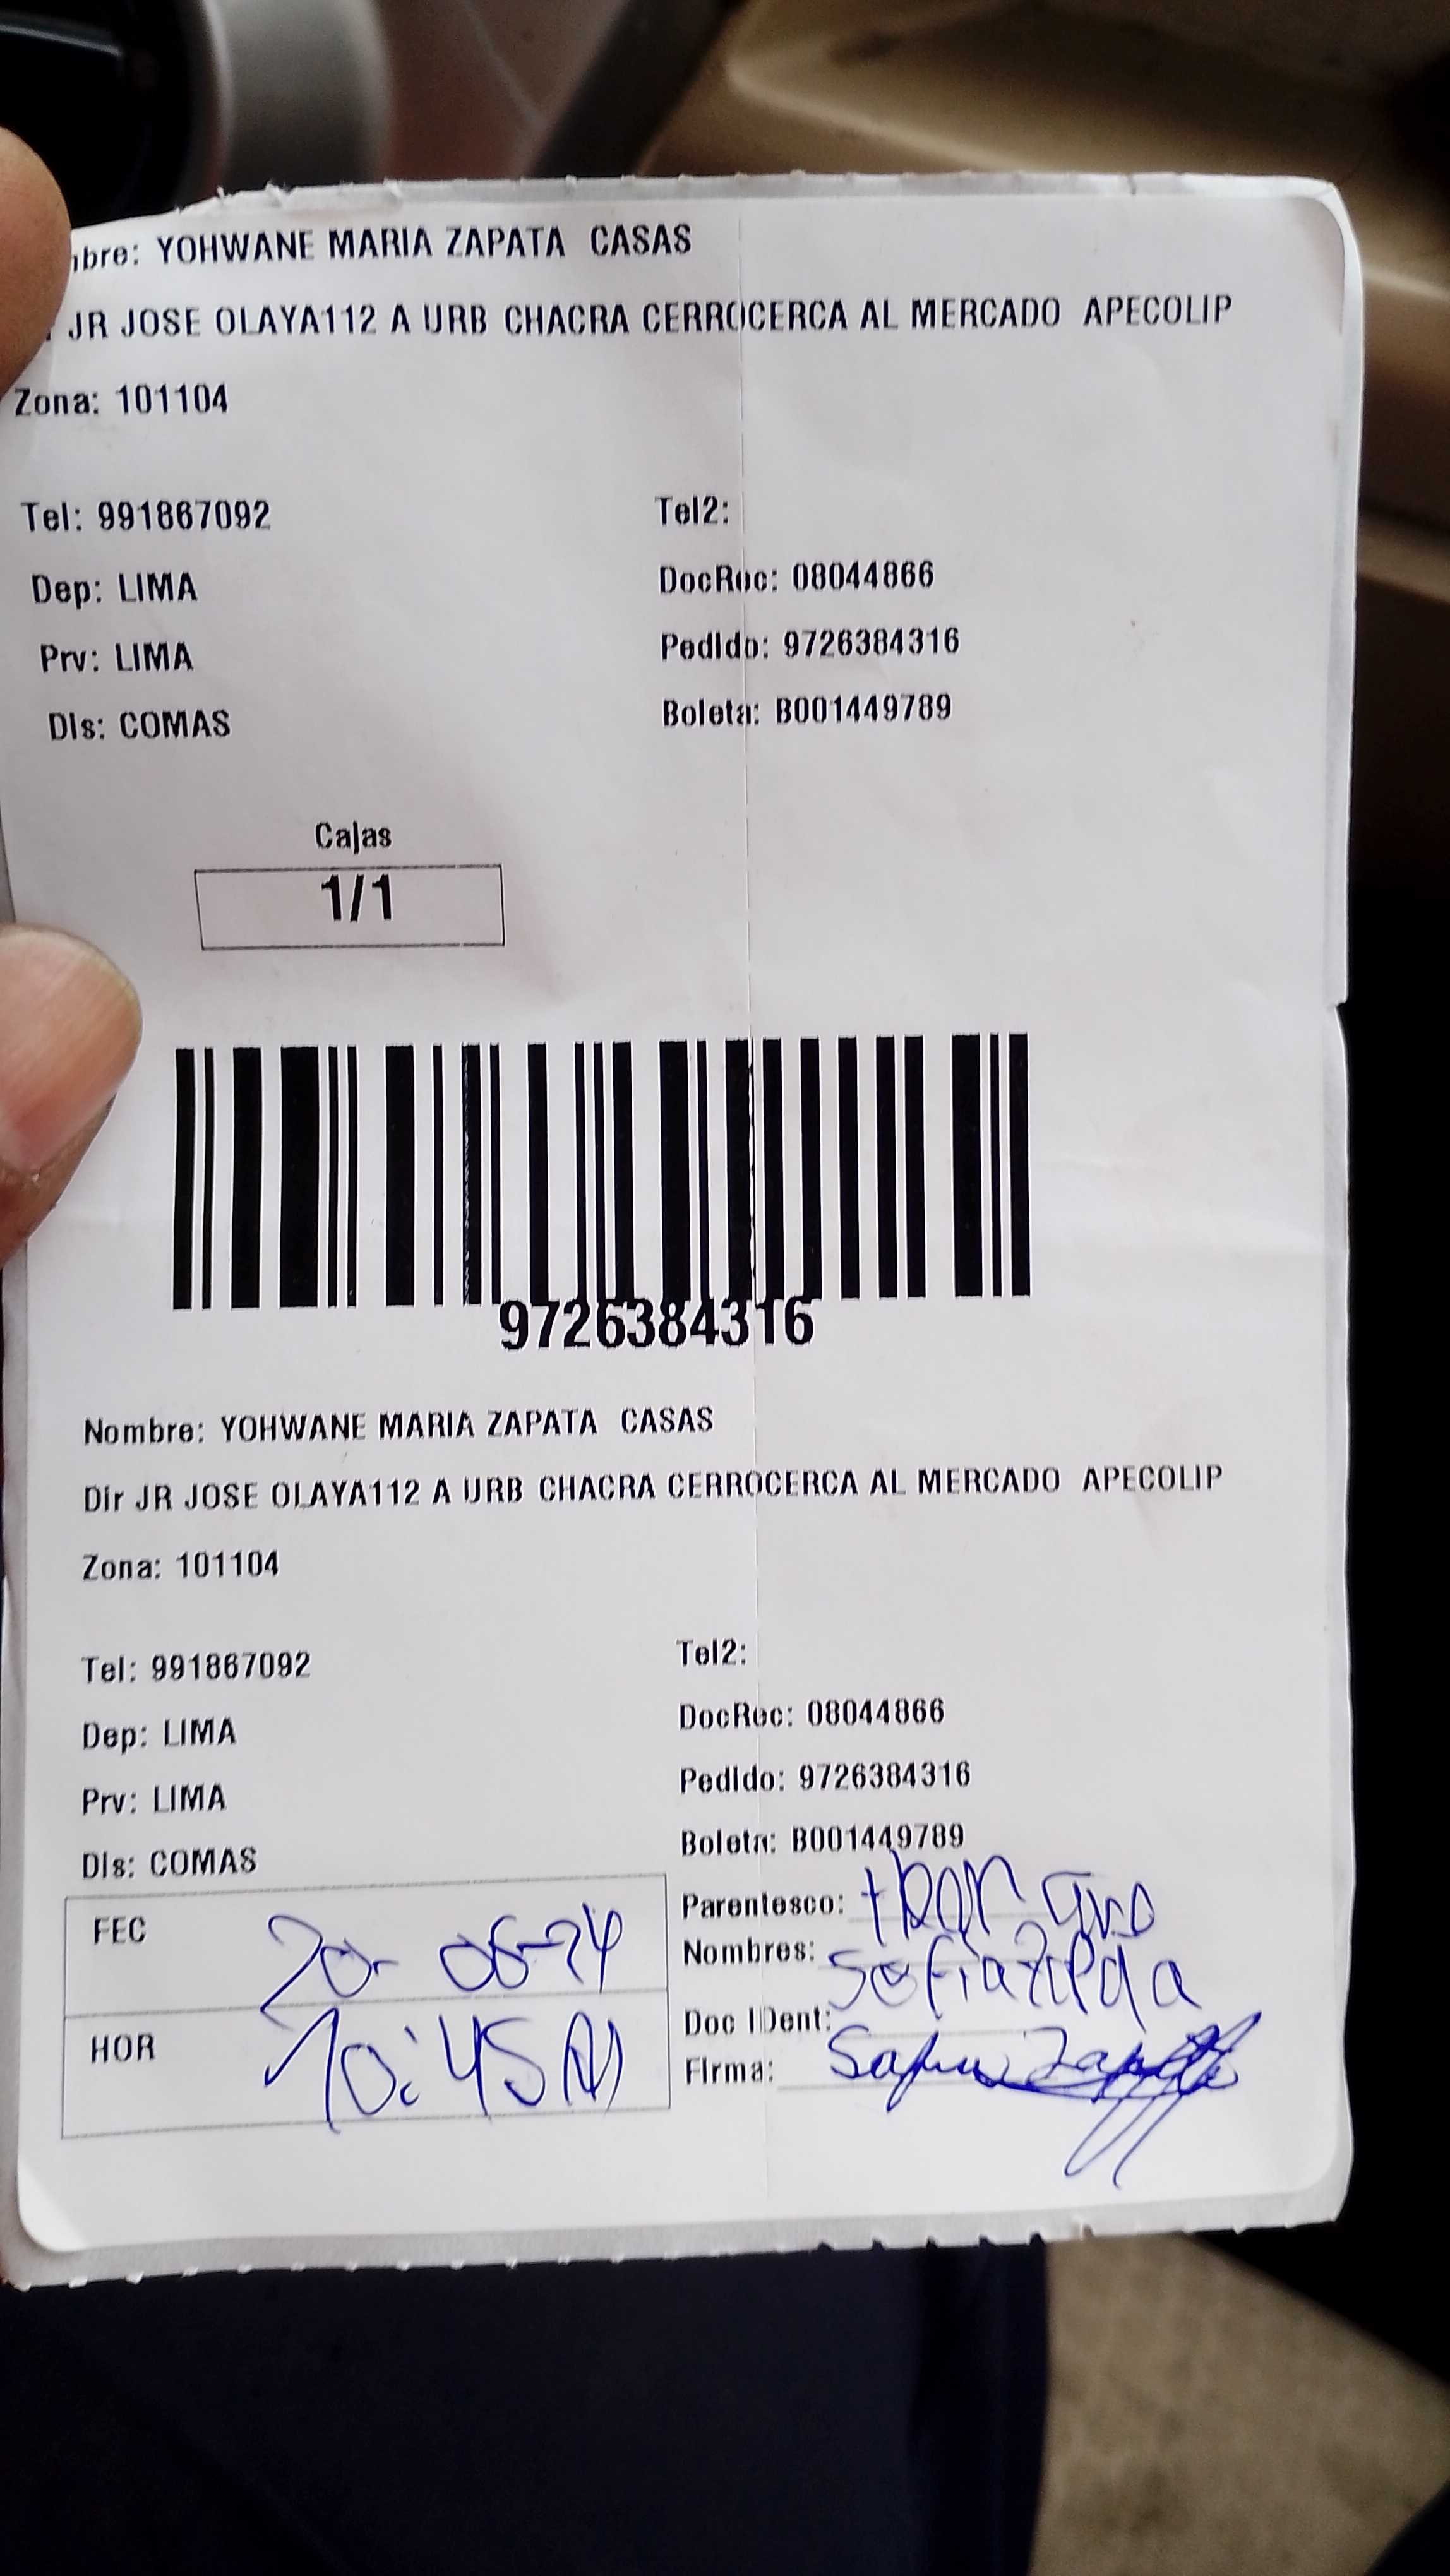 bre: YOHWANE MARIA ZAPATA CASAS
JR JOSE OLAYA112 A URB CHACRA CERROCERCA AL MERCADO APECOLIP
Zona: 101104
Tel: 991867092
Tel2:
Dep: LIMA
DocRec: 08044866
Prv: LIMA
Pedido: 9726384316
Dis: COMAS
Boleta: B001449789
Cajas
1/1
9726384316
Nombre: YOHWANE MARIA ZAPATA CASAS
Dir JR JOSE OLAYA112 A URB CHACRA CERROCERCA AL MERCADO APECOLIP
Zona: 101104
Tel: 991867092
Tel2:
Dep: LIMA
DocRec: 08044866
Prv: LIMA
Pedido: 9726384316
Dis: COMAS
Boleta: B001449789
FEC 20-06-24
HOR 10:45
Parentesco:
Nombres: Sofia
Doc IDent:
Firma: